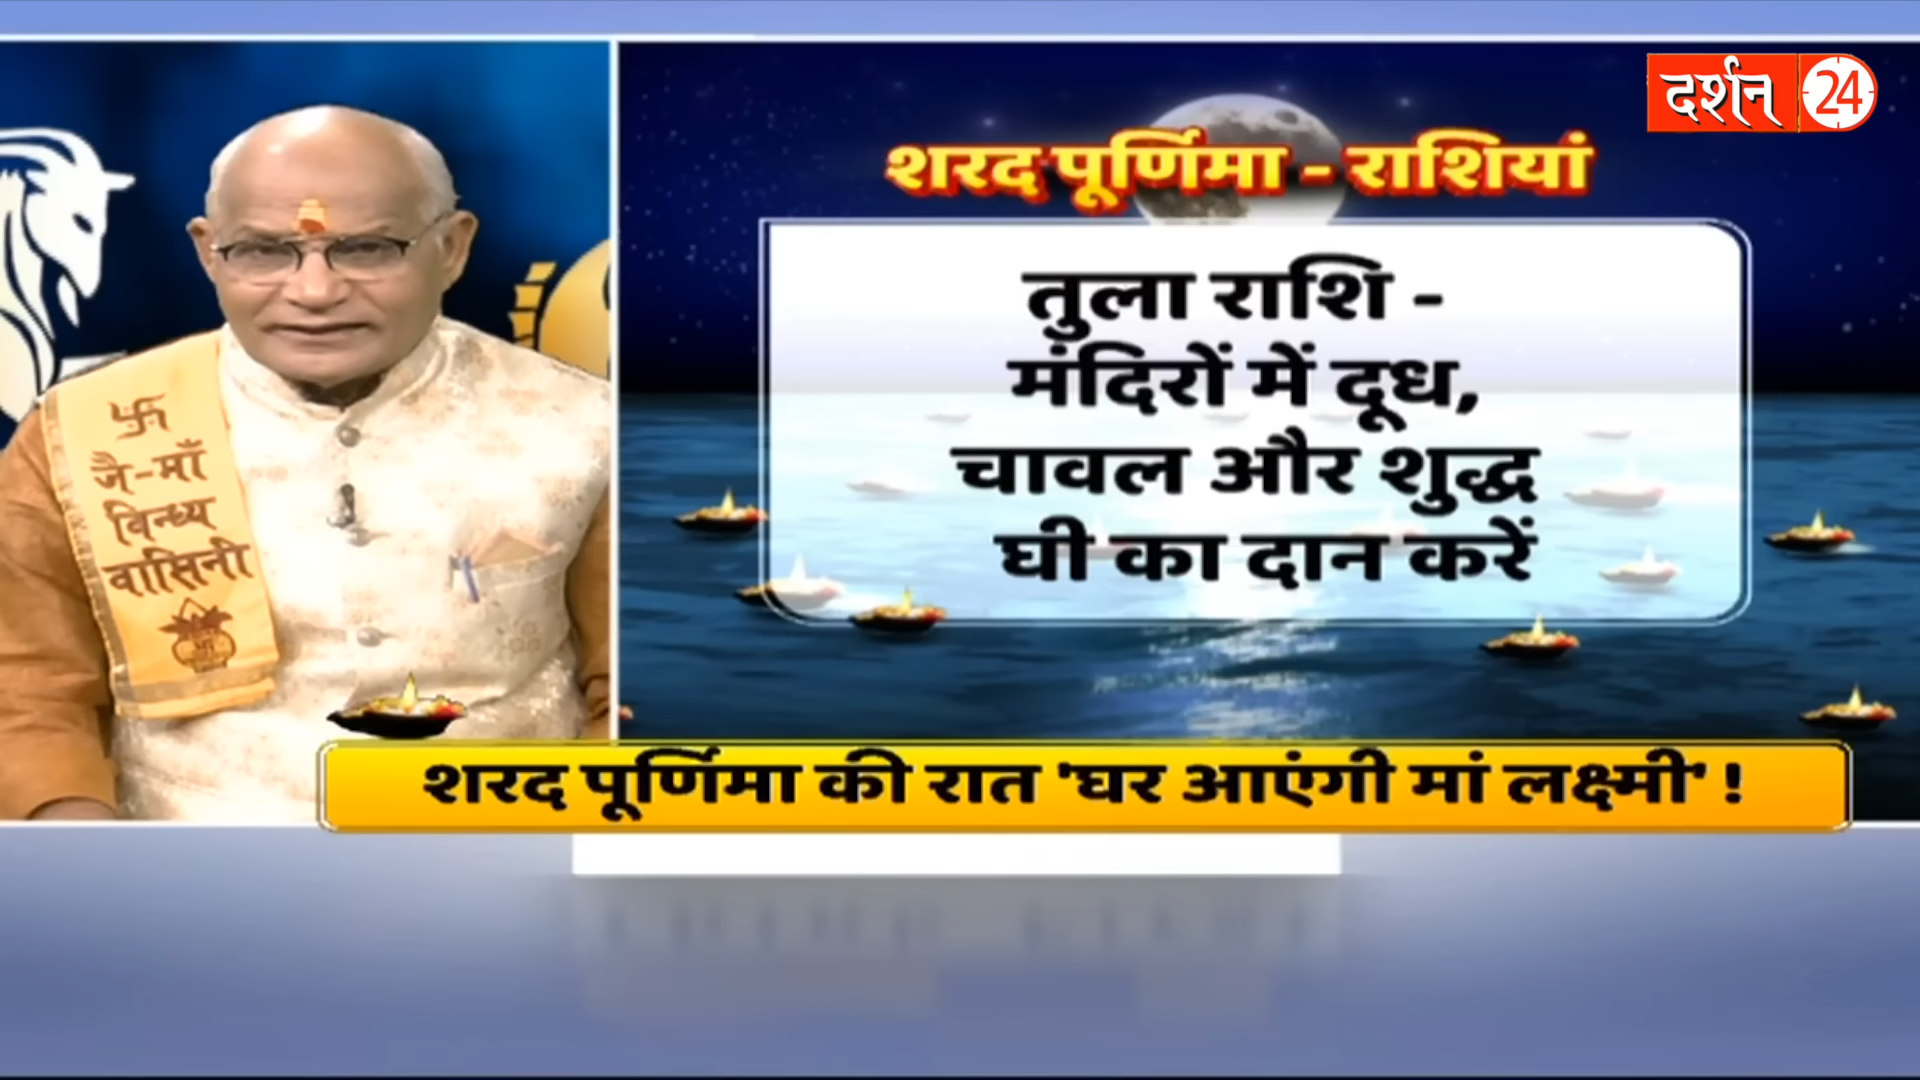 दर्शन 24
शरद पूर्णिमा - राशियां
तुला राशि -
मंदिरों में दूध,
चावल और शुद्ध
घी का दान करें
जै-माँ
विन्ध्य
वासिनी
शरद पूर्णिमा की रात 'घर आएंगी मां लक्ष्मी' !